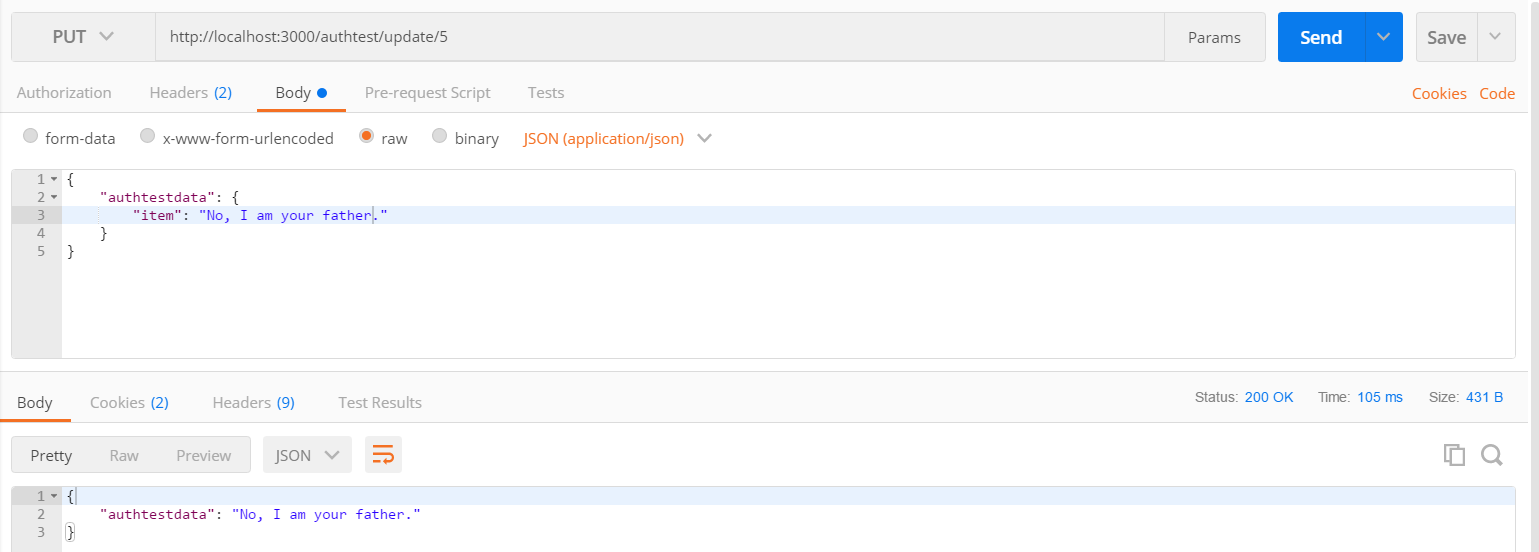 PUT http://localhost:3000/authtest/update/5 Params Send Save
Authorization Headers (2) Body Pre-request Script Tests Cookies Code
form-data x-www-form-urlencoded raw binary JSON (application/json)
1 {
2 "authtestdata": {
3 "item": "No, I am your father."
4 }
5 }
Body Cookies (2) Headers (9) Test Results Status: 200 OK Time: 105 ms Size: 431 B
Pretty Raw Preview JSON
1 {
2 "authtestdata": "No, I am your father."
3 }